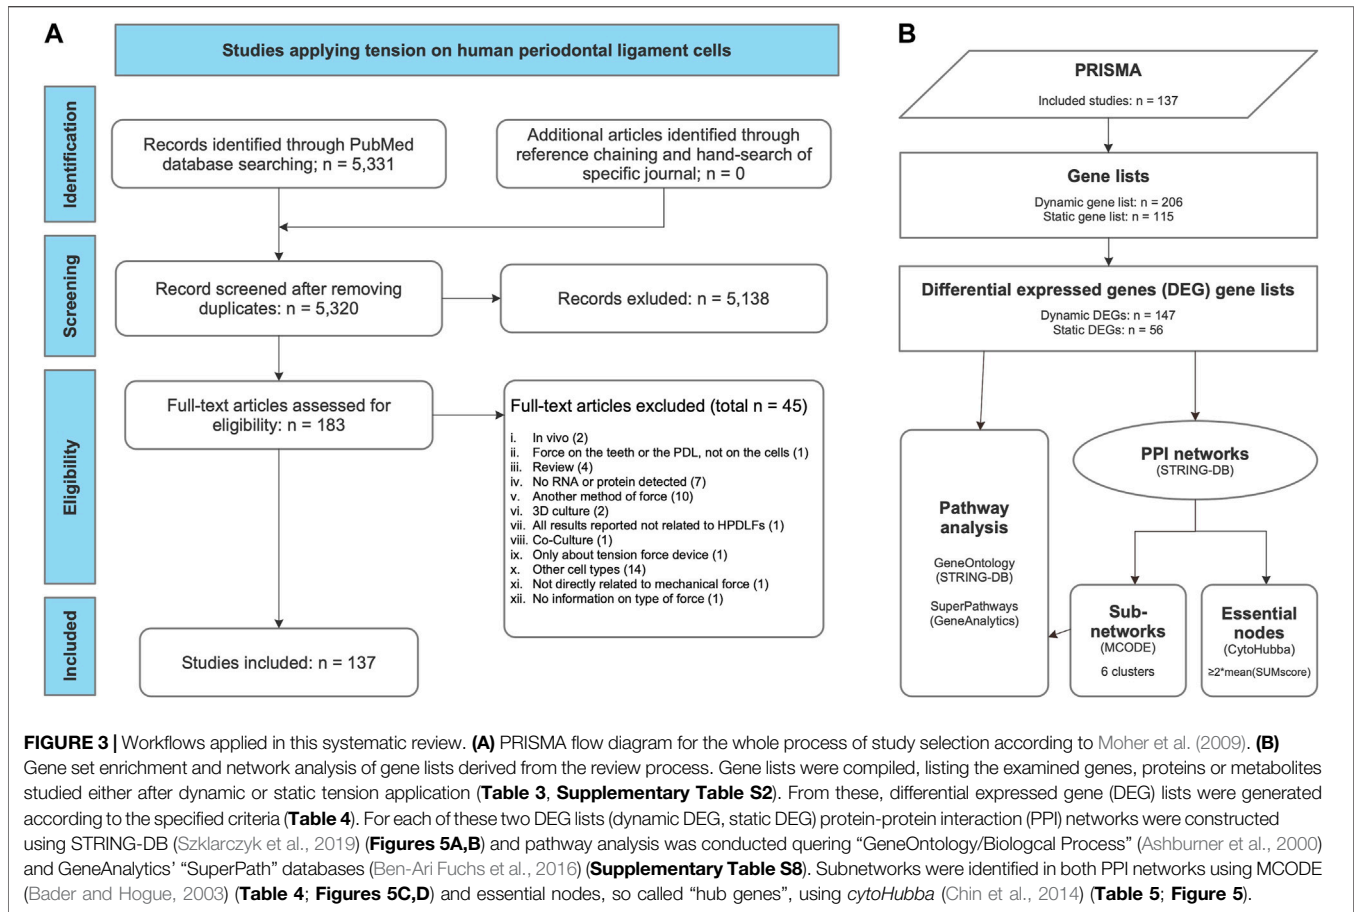 A
Studies applying tension on human periodontal ligament cells
Identification
Records identified through PubMed
database searching; n = 5,331
Additional articles identified through
reference chaining and hand-search of
specific journal; n = 0
Screening
Record screened after removing
duplicates: n = 5,320
Records exluded: n = 5,138
Eligibility
Full-text articles assessed for
eligibility: n = 183
Full-text articles excluded (total n = 45)
i. In vivo (2)
ii. Force on the teeth or the PDL, not on the cells (1)
iii. Review (4)
iv. No RNA or protein detected (7)
v. Another method of force (10)
vi. 3D culture (2)
vii. All results reported not related to HPDLFs (1)
viii. Co-Culture (1)
ix. Only about tension force device (1)
x. Other cell types (14)
xi. Not directly related to mechanical force (1)
xii. No information on type of force (1)
Included
Studies included: n = 137
B
PRISMA
Included studies: n = 137
Gene lists
Dynamic gene list: n = 206
Static gene list: n = 115
Differential expressed genes (DEG) gene lists
Dynamic DEGs: n = 147
Static DEGs: n = 56
Pathway
analysis
GeneOntology
(STRING-DB)
SuperPathways
(GeneAnalytics)
PPI networks
(STRING-DB)
Sub-
networks
(MCODE)
6 clusters
Essential
nodes
(CytoHubba)
≥2*mean(SUMscore)
FIGURE 3 | Workflows applied in this systematic review. (A) PRISMA flow diagram for the whole process of study selection according to Moher et al. (2009). (B)
Gene set enrichment and network analysis of gene lists derived from the review process. Gene lists were compiled, listing the examined genes, proteins or metabolites
studied either after dynamic or static tension application (Table 3, Supplementary Table S2). From these, differential expressed gene (DEG) lists were generated
according to the specified criteria (Table 4). For each of these two DEG lists (dynamic DEG, static DEG) protein-protein interaction (PPI) networks were constructed
using STRING-DB (Szklarczyk et al., 2019) (Figures 5A,B) and pathway analysis was conducted quering "GeneOntology/Biologcal Process" (Ashburner et al., 2000)
and GeneAnalytics' "SuperPath" databases (Ben-Ari Fuchs et al., 2016) (Supplementary Table S8). Subnetworks were identified in both PPI networks using MCODE
(Bader and Hogue, 2003) (Table 4; Figures 5C,D) and essential nodes, so called "hub genes", using cytoHubba (Chin et al., 2014) (Table 5; Figure 5).